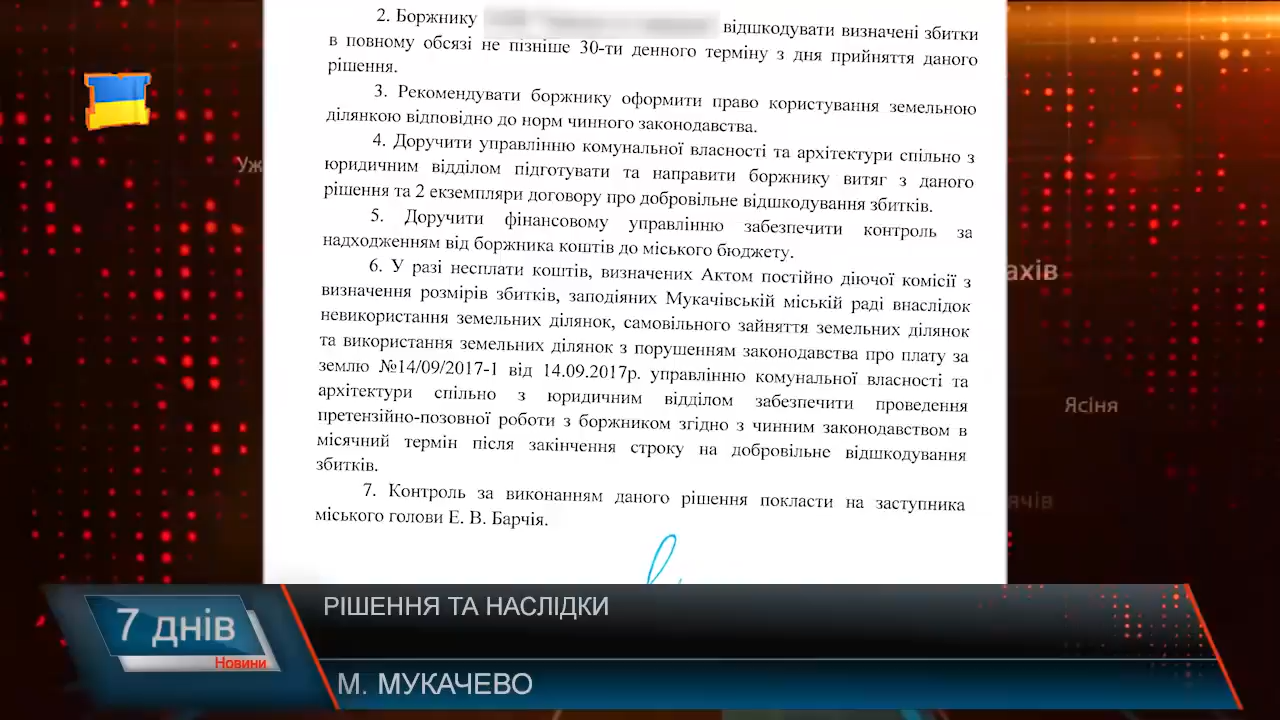 2. Боржнику відшкодувати визначені збитки
в повному обсязі не пізніше 30-ти денного терміну з дня прийняття даного
рішення.
3. Рекомендувати боржнику оформити право користування земельною
ділянкою відповідно до норм чинного законодавства.
4. Доручити управлінню комунальної власності та архітектури спільно з
юридичним відділом підготувати та направити боржнику витяг з даного
рішення та 2 екземпляри договору про добровільне відшкодування збитків.
5. Доручити фінансовому управлінню забезпечити контроль за
надходженням від боржника коштів до міського бюджету.
6. У разі несплати коштів, визначених Актом постійно діючої комісії з
визначення розмірів збитків, заподіяних Мукачівській міській раді внаслідок
невикористання земельних ділянок, самовільного зайняття земельних ділянок
та використання земельних ділянок з порушенням законодавства про плату за
землю №14/09/2017-1 від 14.09.2017р. управлінню комунальної власності та
архітектури спільно з юридичним відділом забезпечити проведення
претензійно-позовної роботи з боржником згідно з чинним законодавством в
місячний термін після закінчення строку на добровільне відшкодування
збитків.
7. Контроль за виконанням даного рішення покласти на заступника
міського голови Е. В. Барчія.
Уж
ахів
Ясіня
ячів
7 днів
Новини
РІШЕННЯ ТА НАСЛІДКИ
М. МУКАЧЕВО